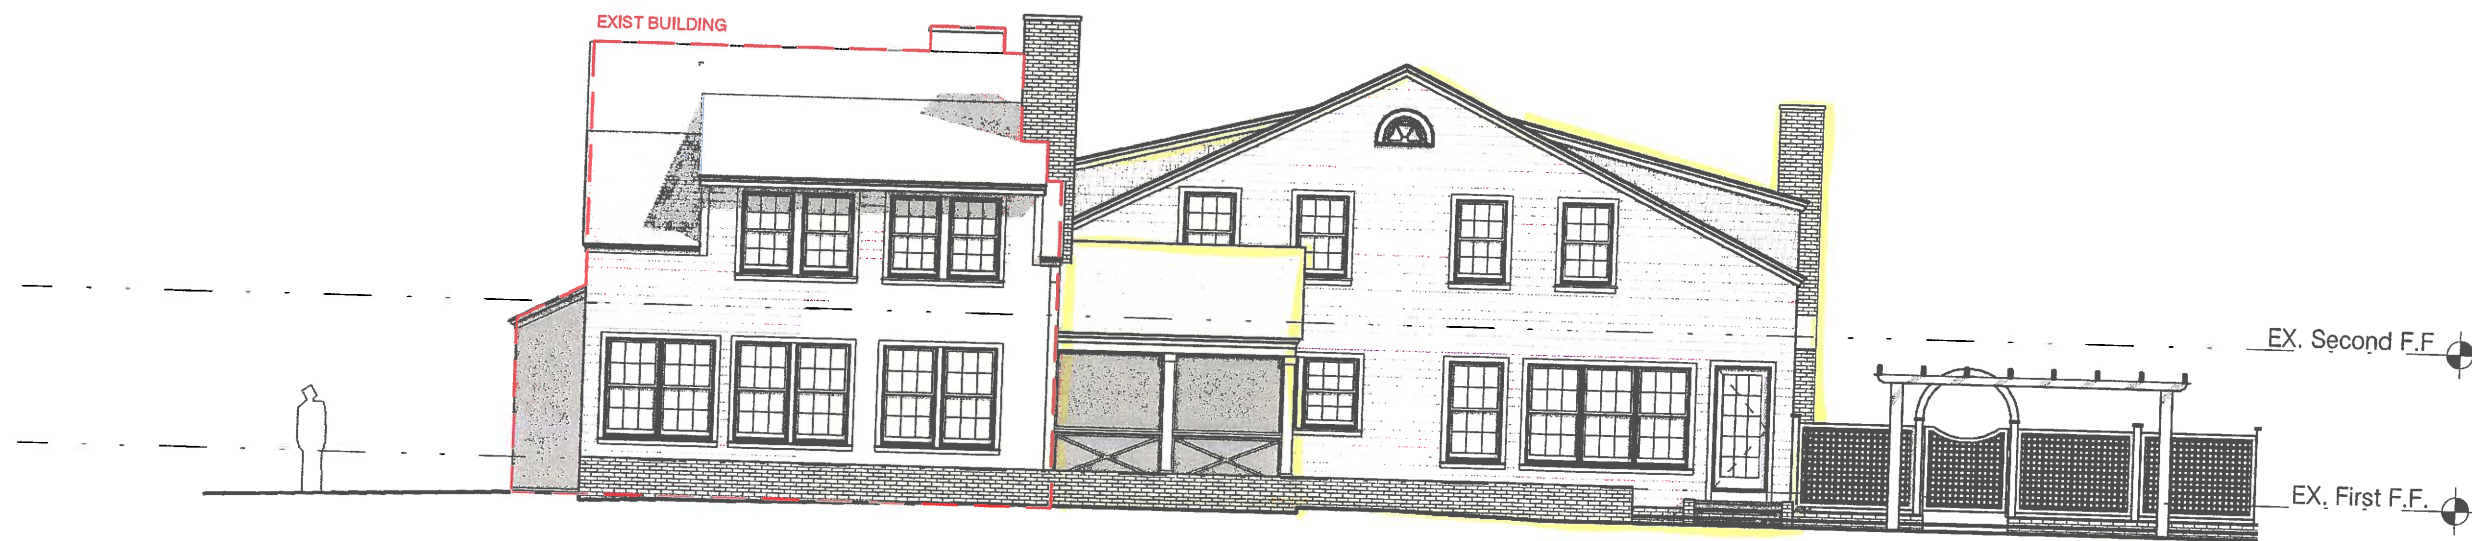 EXIST BUILDING
EX. Second F.F
EX. First F.F.